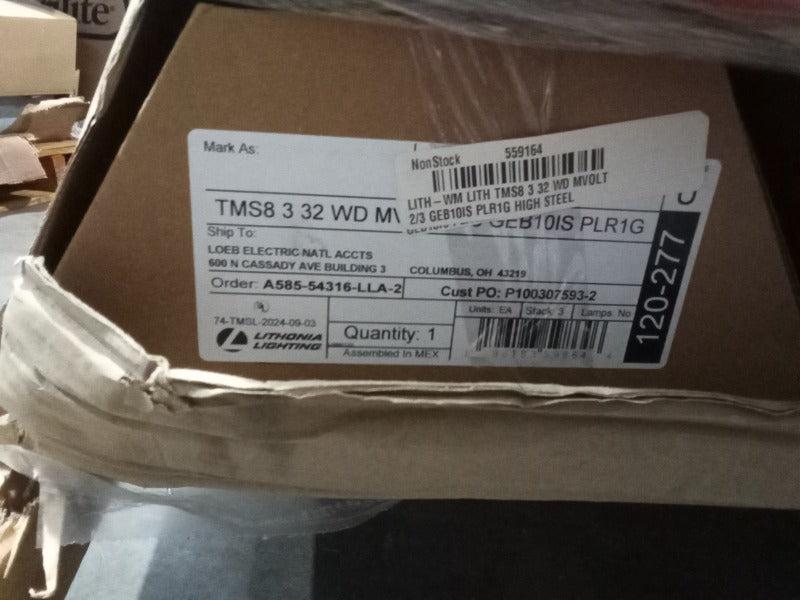 Mark As:
NonStock 559164
LITH-WM LITH TMS8 3 32 WD MVOLT
2/3 GEB10IS PLR1G HIGH STEEL
TMS8 3 32 WD MV
GEB10IS PLR1G
Ship To:
LOEB ELECTRIC NATL ACCTS
600 N CASSADY AVE BUILDING 3 COLUMBUS, OH 43219
Order: A585-54316-LLA-2 Cust PO: P100307593-2
Units: EA Stack: 3 Lamps: No
74-TMSL-2024-09-03
LITHONIA
LIGHTING
Quantity: 1
Assembled in MEX
120-277